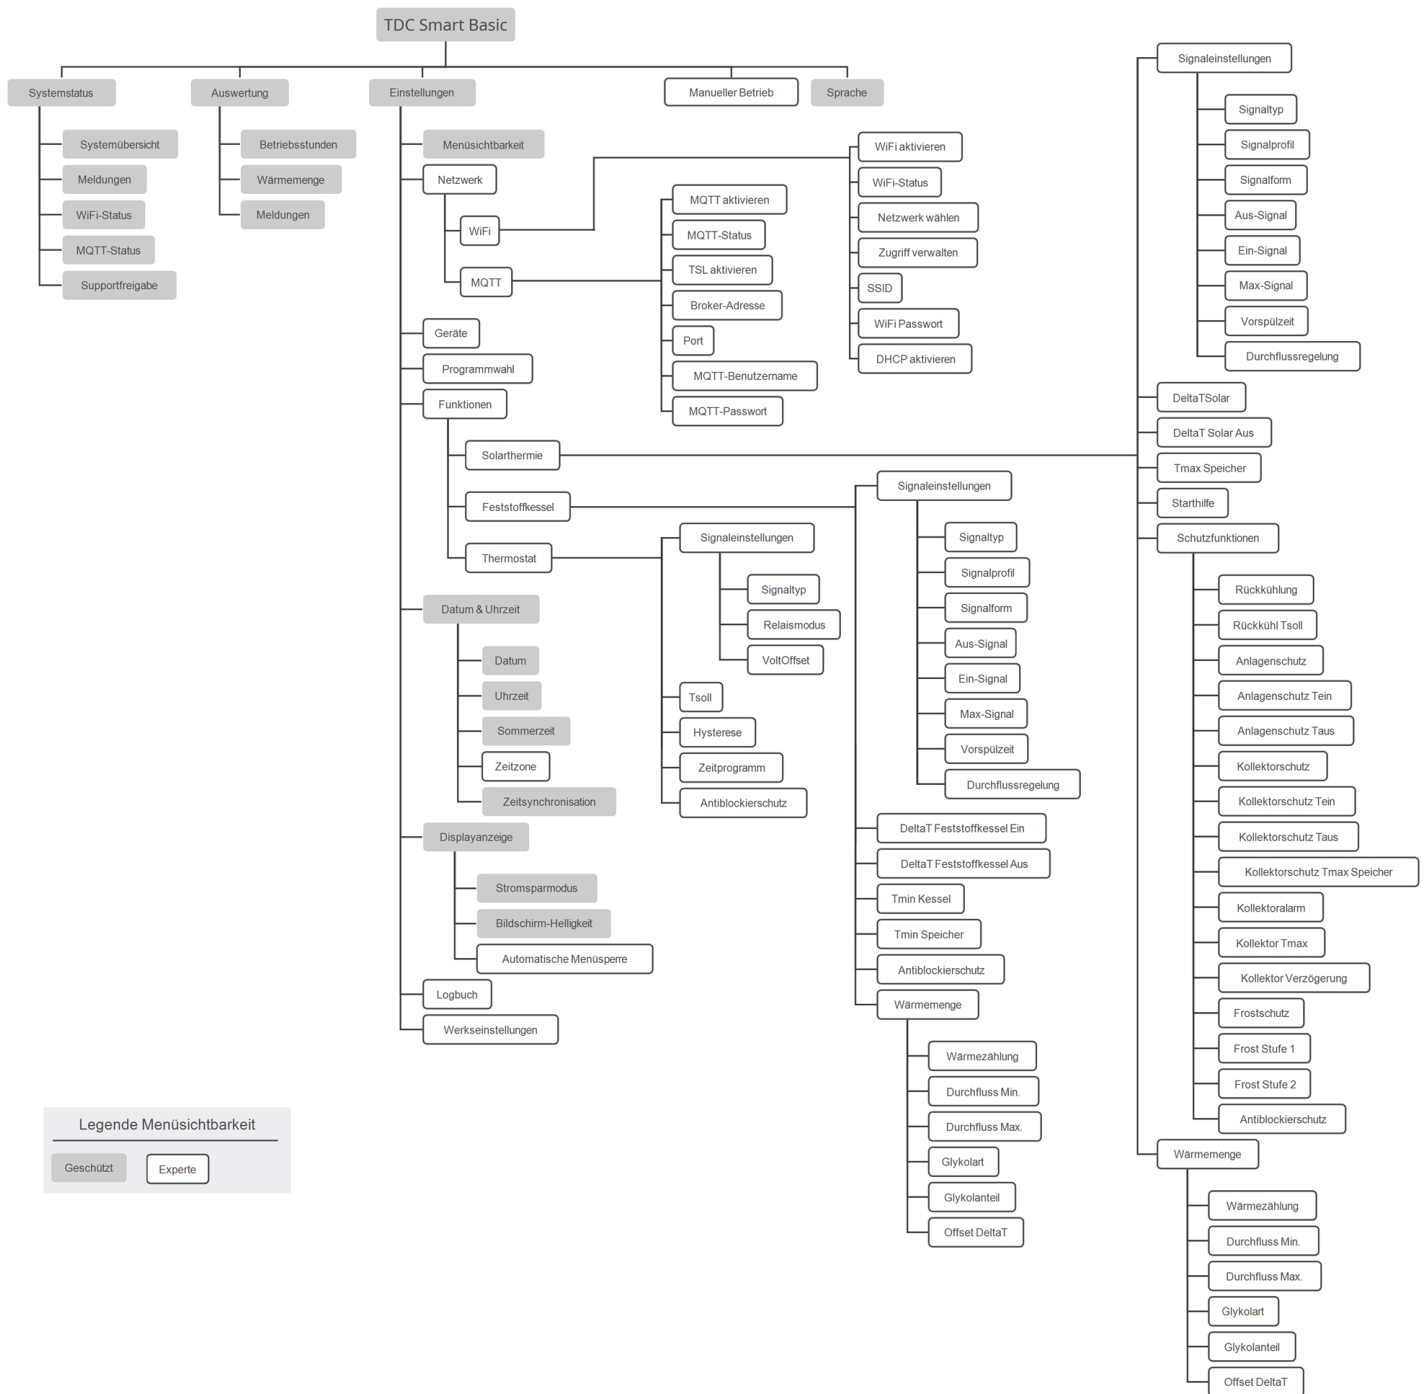 TDC Smart Basic
Systemstatus
Systemübersicht
Meldungen
WiFi-Status
MQTT-Status
Supportfreigabe
Auswertung
Betriebsstunden
Wärmemenge
Meldungen
Einstellungen
Menüsichtbarkeit
Netzwerk
WiFi
WiFi aktivieren
WiFi-Status
Netzwerk wählen
Zugriff verwalten
SSID
WiFi Passwort
DHCP aktivieren
MQTT
MQTT aktivieren
MQTT-Status
TSL aktivieren
Broker-Adresse
Port
MQTT-Benutzername
MQTT-Passwort
Geräte
Programmwahl
Funktionen
Solarthermie
Signaleinstellungen
Signaltyp
Signalprofil
Signalform
Aus-Signal
Ein-Signal
Max-Signal
Vorspülzeit
Durchflussregelung
DeltaTSolar
DeltaT Solar Aus
Tmax Speicher
Starthilfe
Schutzfunktionen
Rückkühlung
Rückkühl Tsoll
Anlagenschutz
Anlagenschutz Tein
Anlagenschutz Taus
Kollektorschutz
Kollektorschutz Tein
Kollektorschutz Taus
Kollektorschutz Tmax Speicher
Kollektoralarm
Kollektor Tmax
Kollektor Verzögerung
Frostschutz
Frost Stufe 1
Frost Stufe 2
Antiblockierschutz
Wärmemenge
Wärmezählung
Durchfluss Min.
Durchfluss Max.
Glykolart
Glykolanteil
Offset DeltaT
Feststoffkessel
Signaleinstellungen
Signaltyp
Signalprofil
Signalform
Aus-Signal
Ein-Signal
Max-Signal
Vorspülzeit
Durchflussregelung
DeltaT Feststoffkessel Ein
DeltaT Feststoffkessel Aus
Tmin Kessel
Tmin Speicher
Antiblockierschutz
Wärmemenge
Wärmezählung
Durchfluss Min.
Durchfluss Max.
Glykolart
Glykolanteil
Offset DeltaT
Thermostat
Signaleinstellungen
Signaltyp
Relaismodus
VoltOffset
Tsoll
Hysterese
Zeitprogramm
Antiblockierschutz
Datum & Uhrzeit
Datum
Uhrzeit
Sommerzeit
Zeitzone
Zeitsynchronisation
Displayanzeige
Stromsparmodus
Bildschirm-Helligkeit
Automatische Menüsperre
Logbuch
Werkseinstellungen
Manueller Betrieb
Sprache
Legende Menüsichtbarkeit
Geschützt
Experte